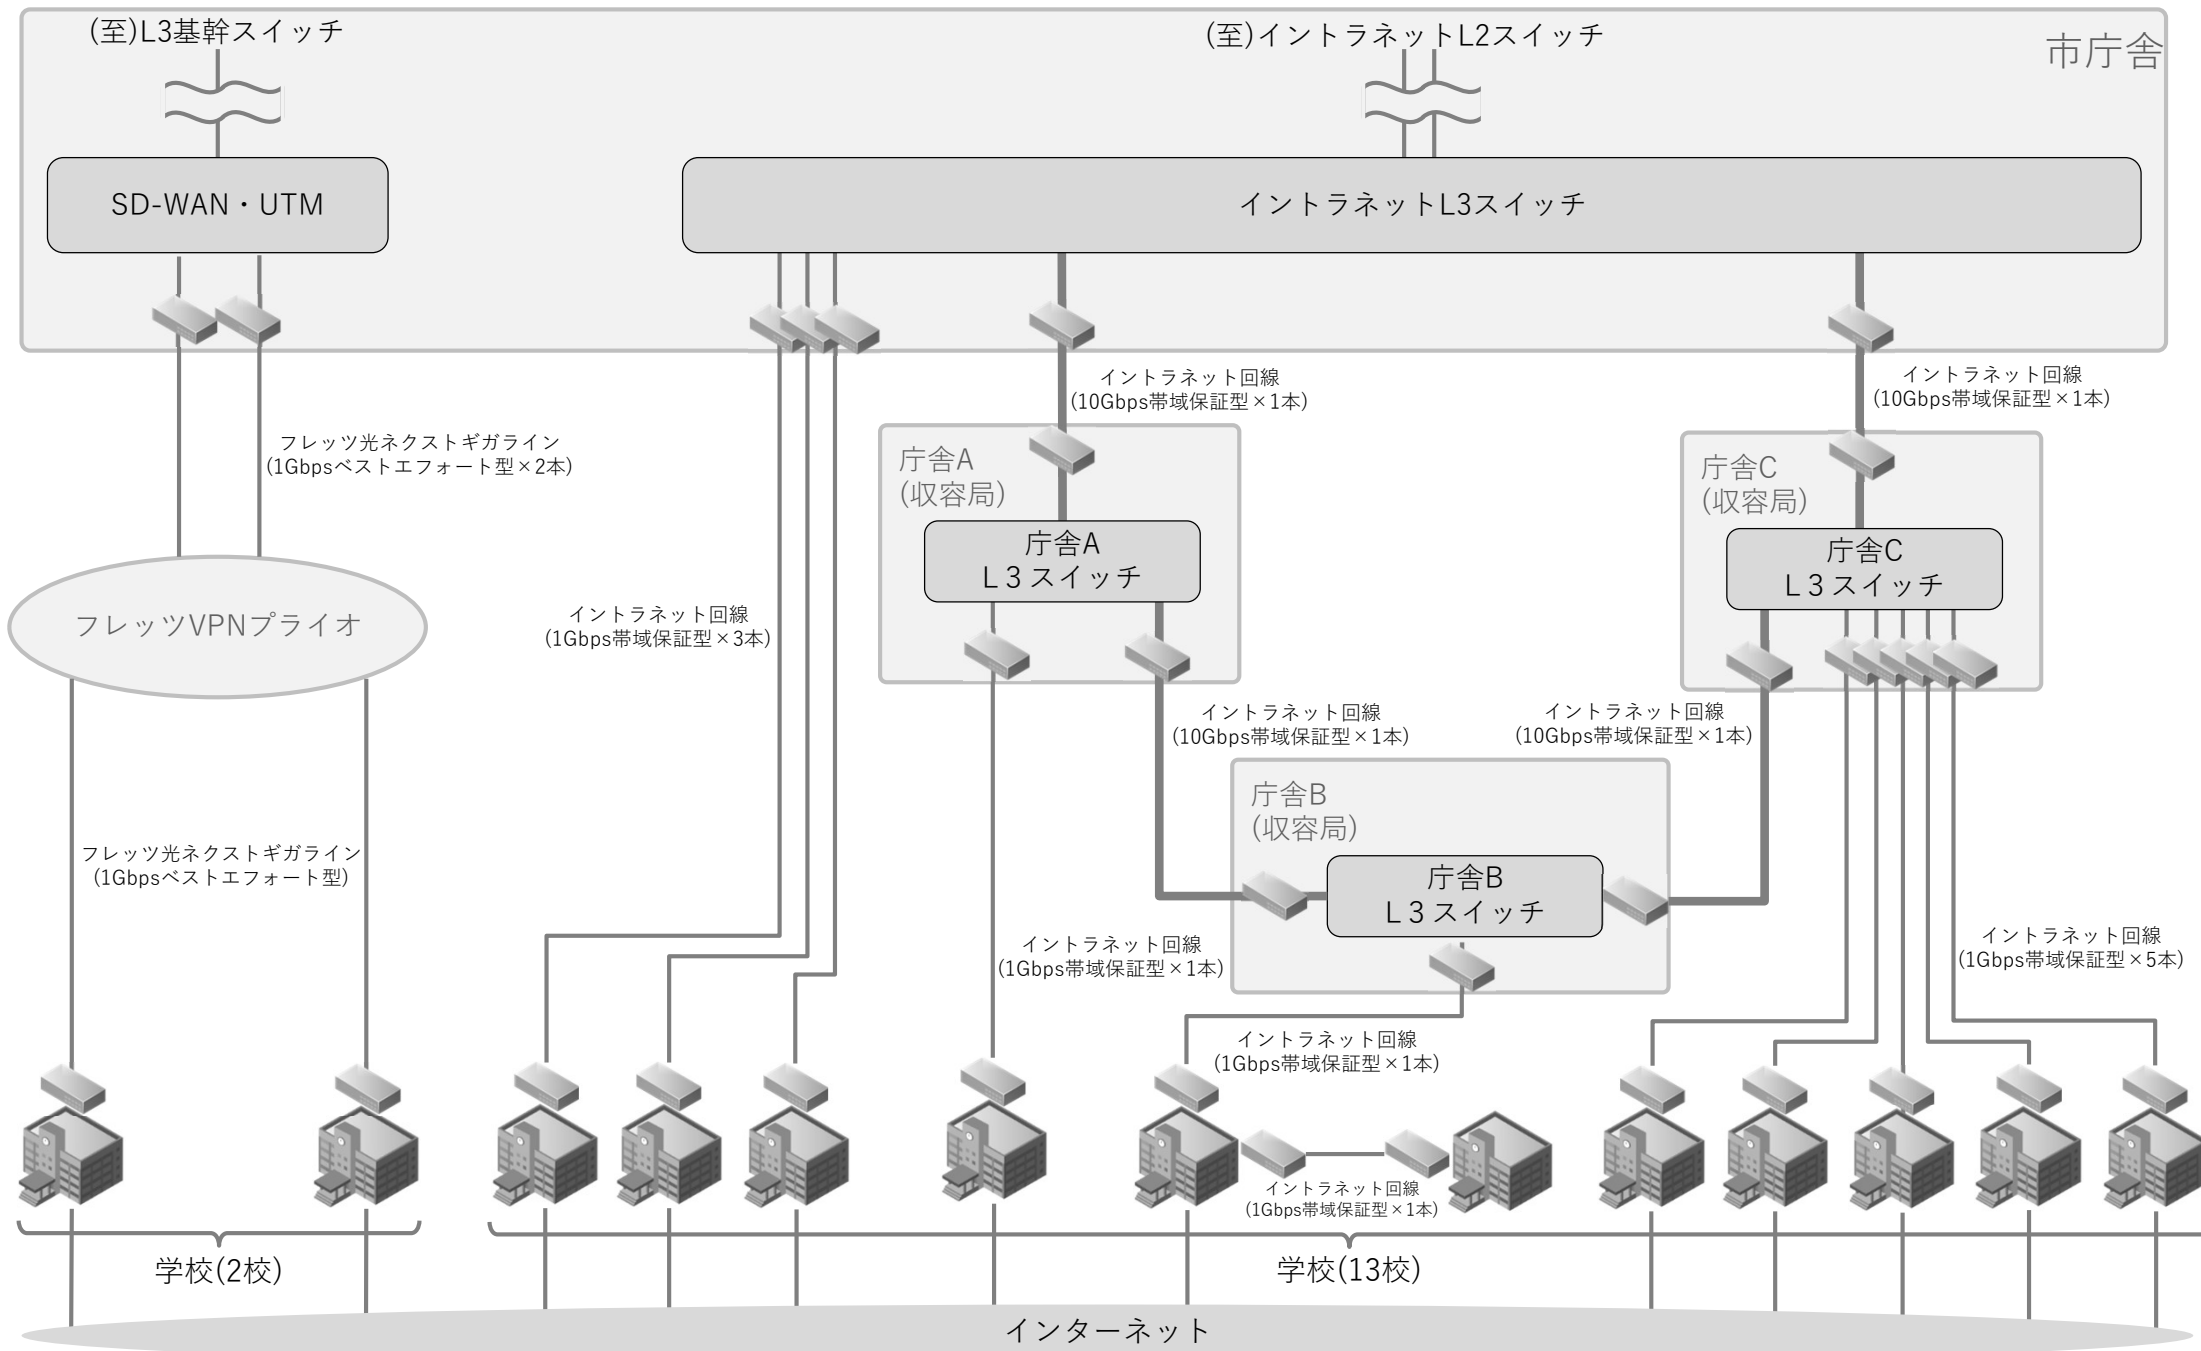 (至)L3基幹スイッチ
(至)イントラネットL2スイッチ
市庁舎
SD-WAN・UTM
イントラネットL3スイッチ
イントラネット回線
(10Gbps帯域保証型×1本)
イントラネット回線
(10Gbps帯域保証型×1本)
フレッツ光ネクストギガライン
(1Gbpsベストエフォート型×2本)
庁舎A
(収容局)
庁舎A
L3スイッチ
庁舎C
(収容局)
庁舎C
L3スイッチ
フレッツVPNプライオ
イントラネット回線
(1Gbps帯域保証型×3本)
イントラネット回線
(10Gbps帯域保証型×1本)
イントラネット回線
(10Gbps帯域保証型×1本)
庁舎B
(収容局)
庁舎B
L3スイッチ
フレッツ光ネクストギガライン
(1Gbpsベストエフォート型)
イントラネット回線
(1Gbps帯域保証型×1本)
イントラネット回線
(1Gbps帯域保証型×5本)
イントラネット回線
(1Gbps帯域保証型×1本)
イントラネット回線
(1Gbps帯域保証型×1本)
学校(2校)
学校(13校)
インターネット